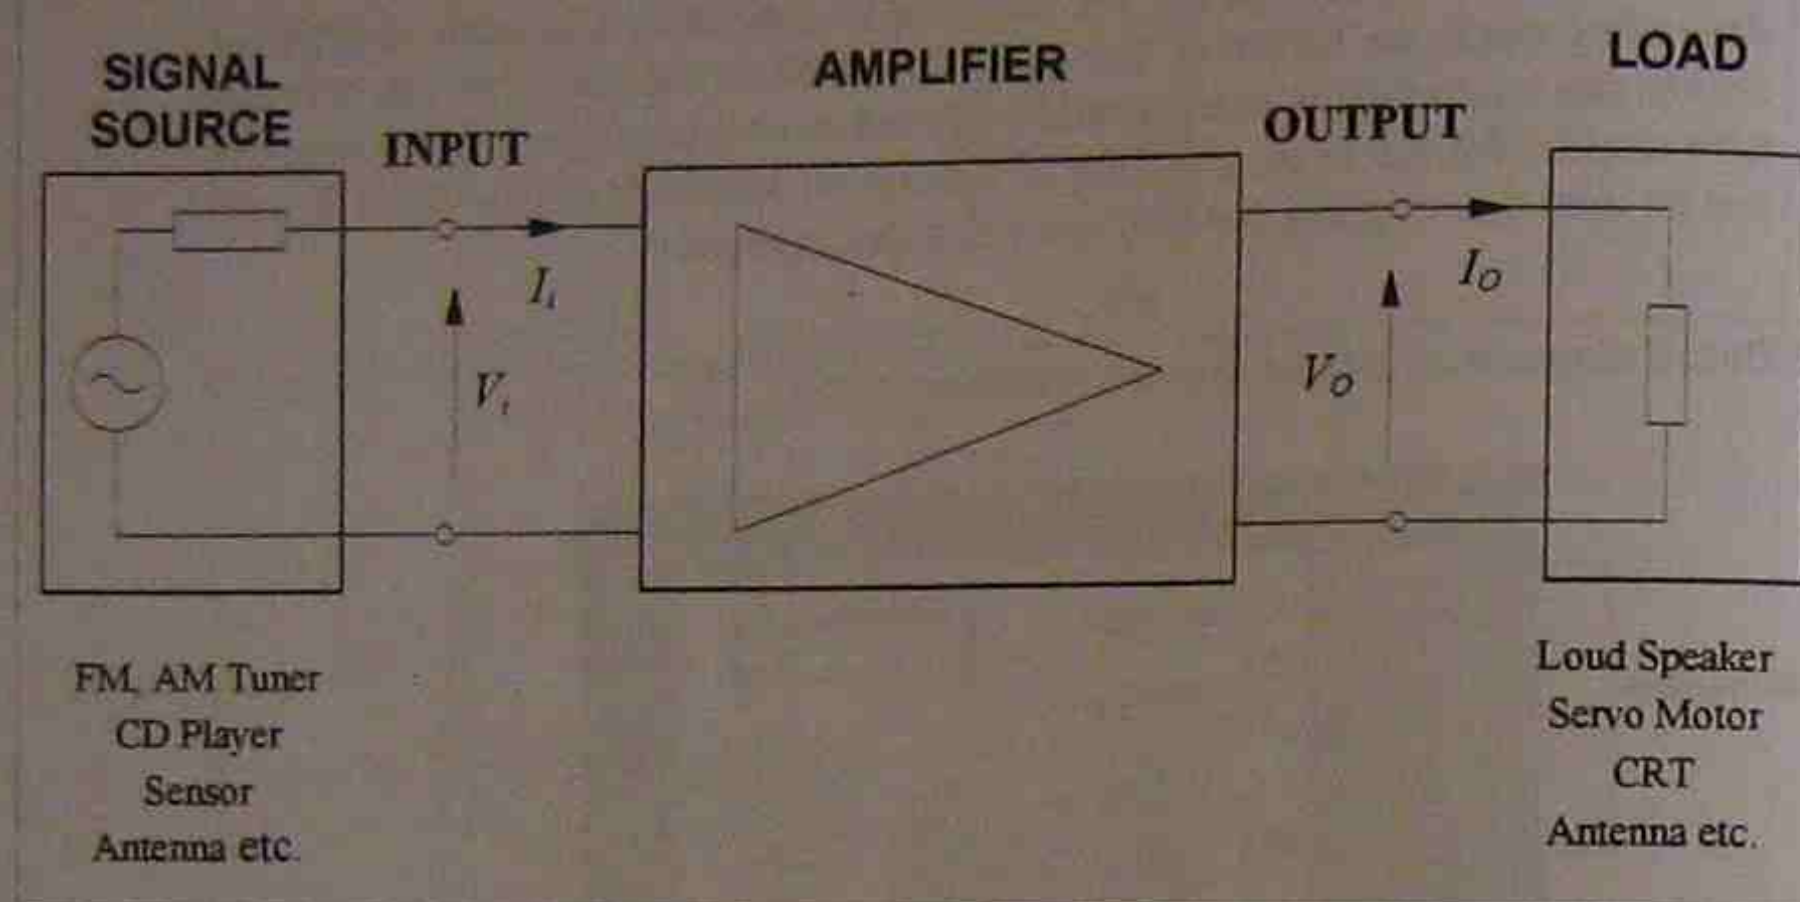 SIGNAL
SOURCE
INPUT
AMPLIFIER
OUTPUT
LOAD
Ii
Vi
VO
IO
FM, AM Tuner
CD Player
Sensor
Antenna etc.
Loud Speaker
Servo Motor
CRT
Antenna etc.